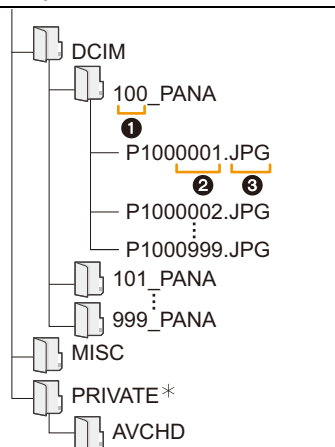 DCIM
100_PANA
❶
P1000001.JPG
❷ ❸
P1000002.JPG
P1000999.JPG
101_PANA
999_PANA
MISC
PRIVATE＊
AVCHD